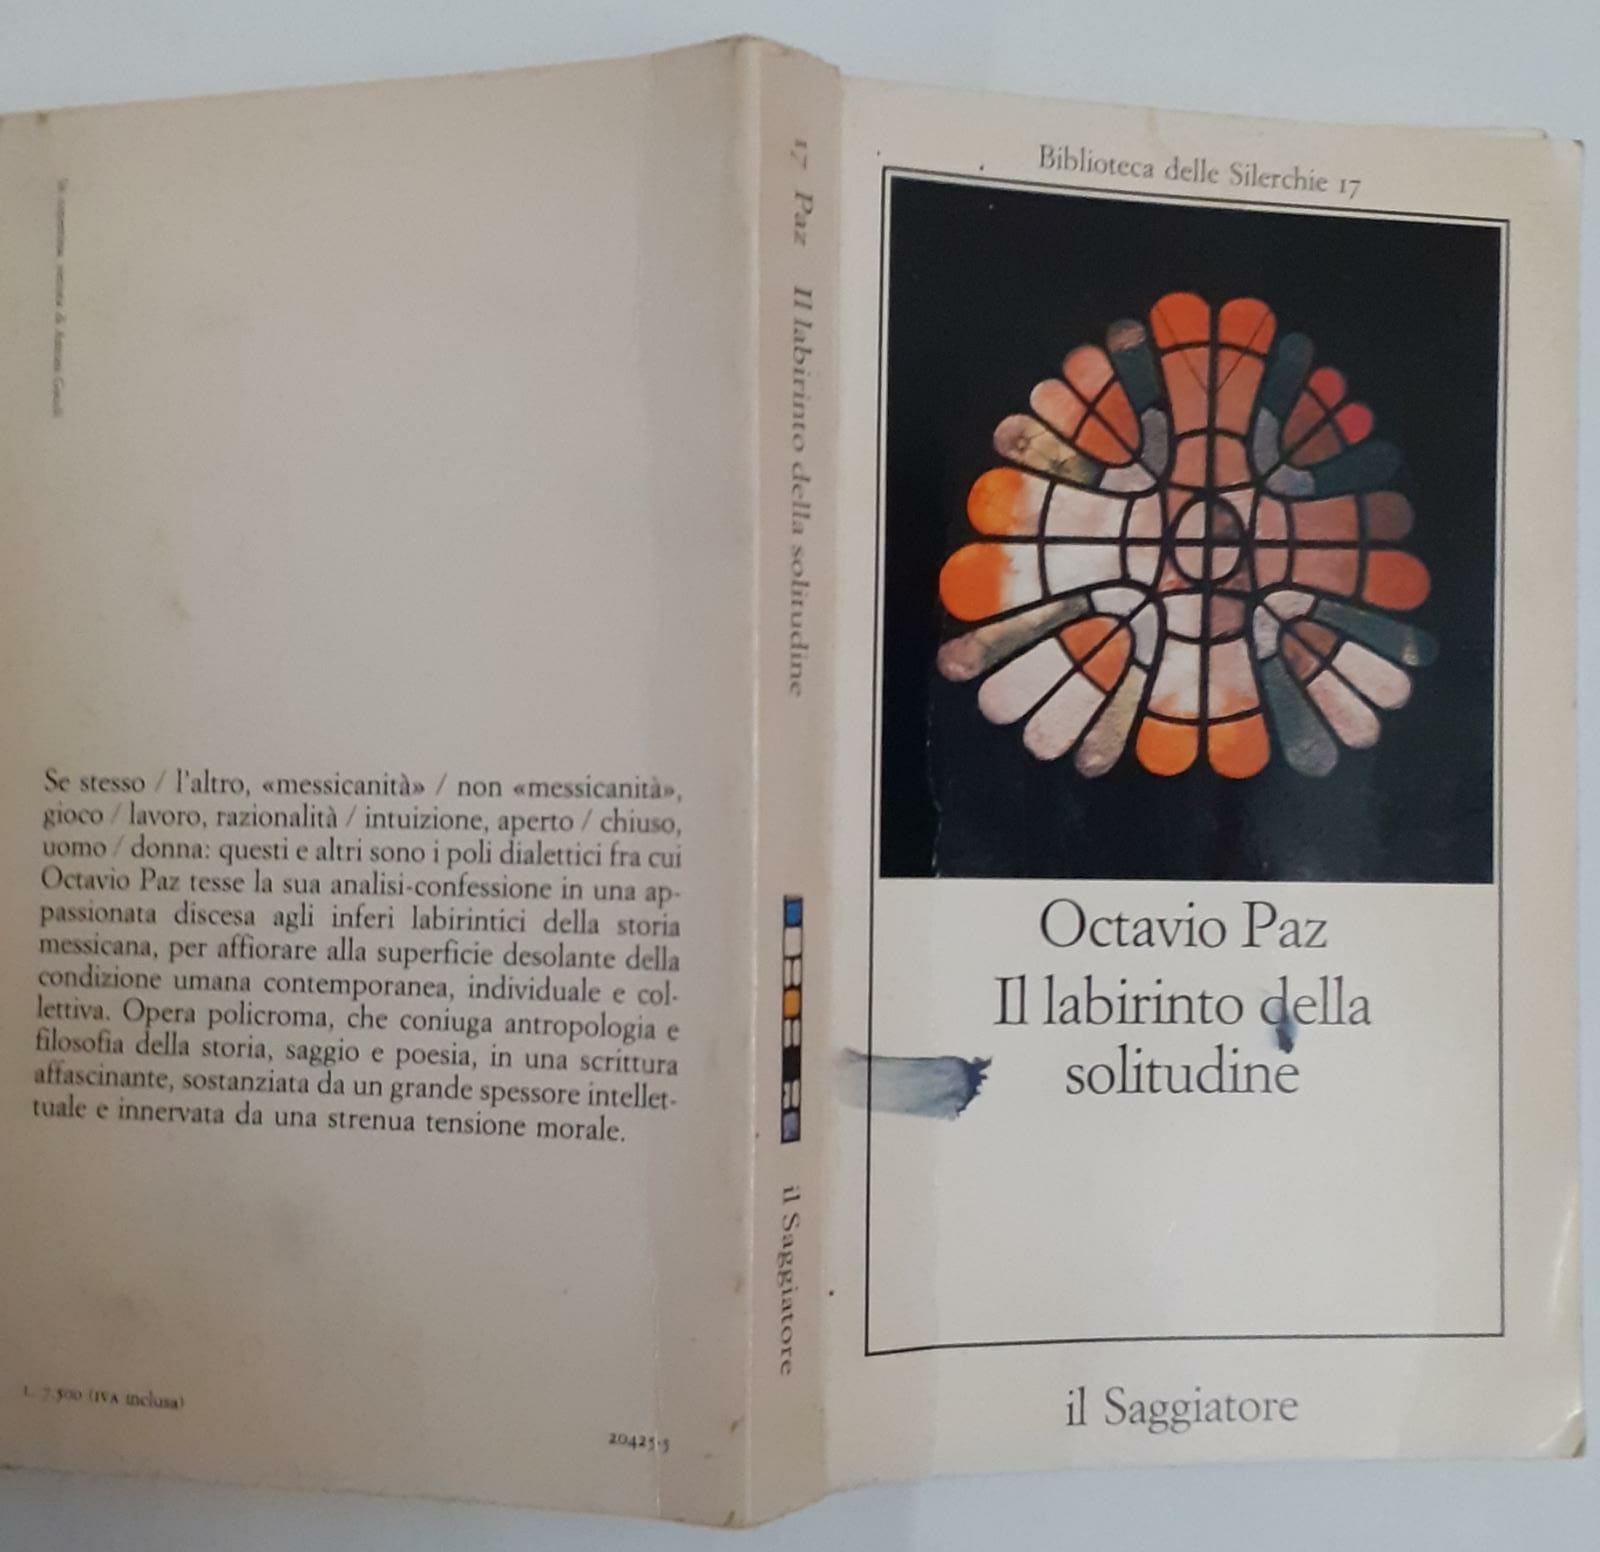 Se stesso / l'altro, «messicanità» / non «messicanità»,
gioco / lavoro, razionalità / intuizione, aperto / chiuso,
uomo / donna: questi e altri sono i poli dialettici fra cui
Octavio Paz tesse la sua analisi-confessione in una ap-
passionata discesa agli inferi labirintici della storia
messicana, per affiorare alla superficie desolante della
condizione umana contemporanea, individuale e col-
lettiva. Opera policroma, che coniuga antropologia e
filosofia della storia, saggio e poesia, in una scrittura
affascinante, sostanziata da un grande spessore intellet-
tuale e innervata da una strenua tensione morale.
L. 7.500 (IVA inclusa)
20425-5
17 Paz Il labirinto della solitudine
il Saggiatore
Biblioteca delle Silerchie 17
Octavio Paz
Il labirinto della
solitudine
il Saggiatore